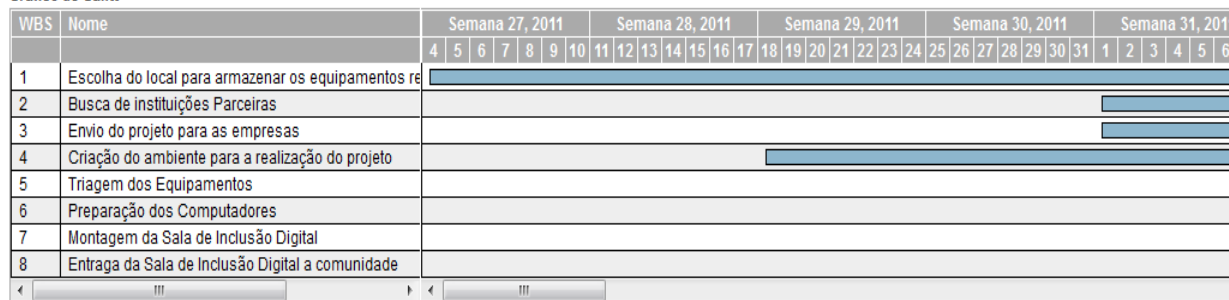 WBS Nome Semana 27, 2011 Semana 28, 2011 Semana 29, 2011 Semana 30, 2011 Semana 31, 201
4 5 6 7 8 9 10 11 12 13 14 15 16 17 18 19 20 21 22 23 24 25 26 27 28 29 30 31 1 2 3 4 5 6
1 Escolha do local para armazenar os equipamentos re
2 Busca de instituições Parceiras
3 Envio do projeto para as empresas
4 Criação do ambiente para a realização do projeto
5 Triagem dos Equipamentos
6 Preparação dos Computadores
7 Montagem da Sala de Inclusão Digital
8 Entraga da Sala de Inclusão Digital a comunidade